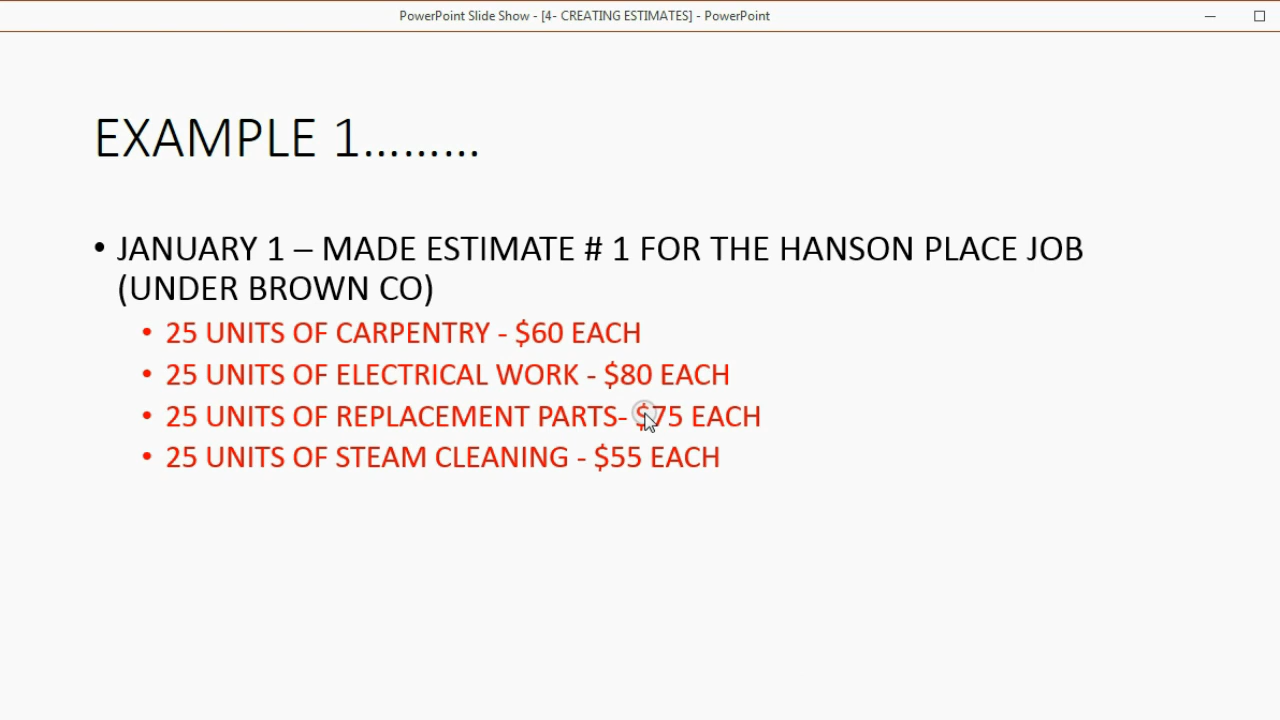 PowerPoint Slide Show - [4- CREATING ESTIMATES] - PowerPoint
EXAMPLE 1.........
• JANUARY 1 – MADE ESTIMATE # 1 FOR THE HANSON PLACE JOB
(UNDER BROWN CO)
• 25 UNITS OF CARPENTRY - $60 EACH
• 25 UNITS OF ELECTRICAL WORK - $80 EACH
• 25 UNITS OF REPLACEMENT PARTS- $75 EACH
• 25 UNITS OF STEAM CLEANING - $55 EACH